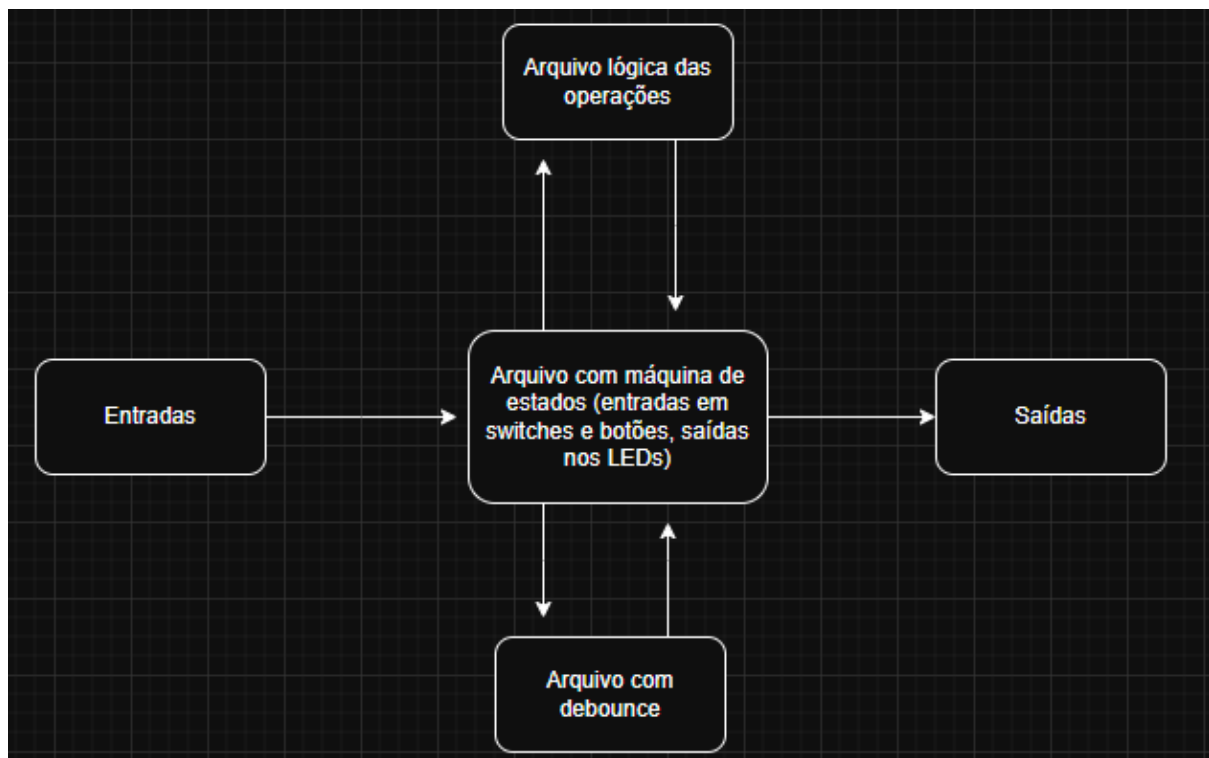 Arquivo lógica das
operações
Entradas
Arquivo com máquina de
estados (entradas em
switches e botões, saídas
nos LEDs)
Saídas
Arquivo com
debounce